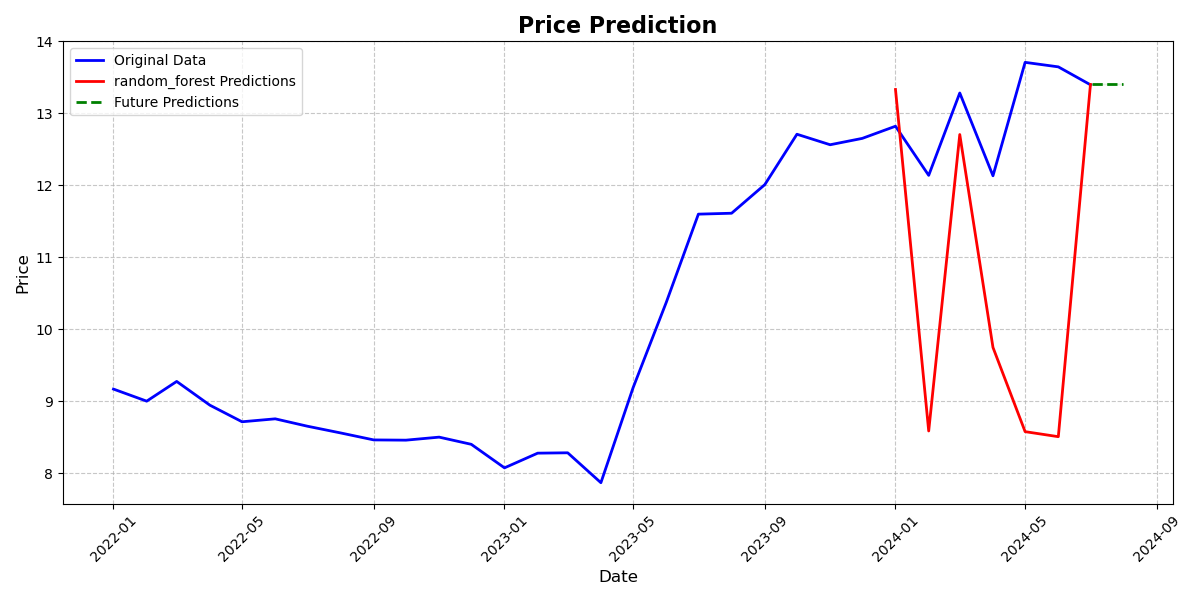 Price Prediction
Original Data
random_forest Predictions
Future Predictions
Price
14
13
12
11
10
9
8
2022-01
2022-05
2022-09
2023-01
2023-05
2023-09
2024-01
2024-05
2024-09
Date